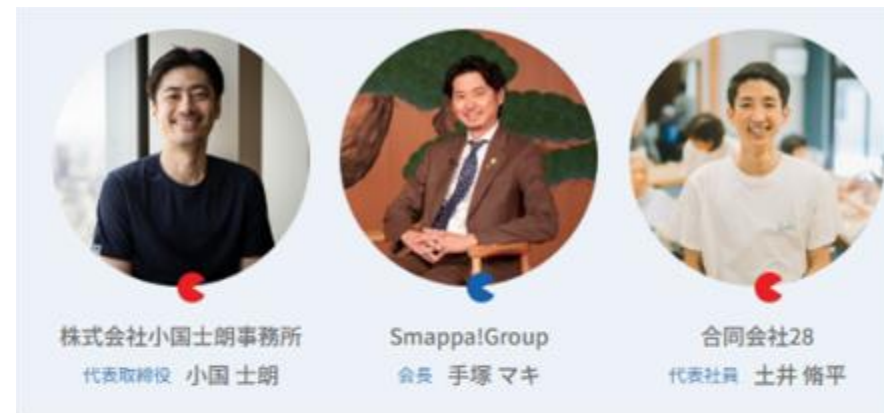 株式会社小国士朗事務所
代表取締役 小国 士朗
Smappa!Group
会長 手塚 マキ
合同会社28
代表社員 土井 脩平